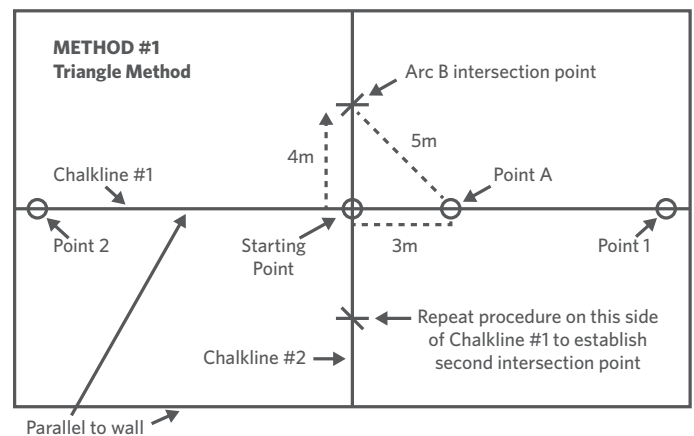 METHOD #1
Triangle Method
Arc B intersection point
4m
5m
Chalkline #1
Point A
Point 2
Starting
Point
3m
Point 1
Repeat procedure on this side
of Chalkline #1 to establish
second intersection point
Chalkline #2
Parallel to wall